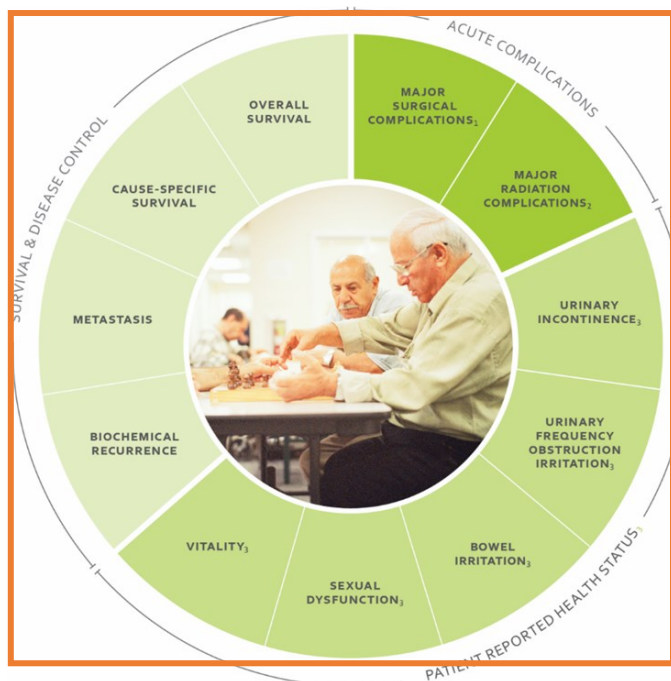 ACUTE COMPLICATIONS
MAJOR
SURGICAL
COMPLICATIONS₁
MAJOR
RADIATION
COMPLICATIONS₂
PATIENT REPORTED HEALTH STATUS₃
URINARY
INCONTINENCE₃
URINARY
FREQUENCY
OBSTRUCTION
IRRITATION₃
BOWEL
IRRITATION₃
SEXUAL
DYSFUNCTION₃
VITALITY₃
SURVIVAL & DISEASE CONTROL
BIOCHEMICAL
RECURRENCE
METASTASIS
CAUSE-SPECIFIC
SURVIVAL
OVERALL
SURVIVAL